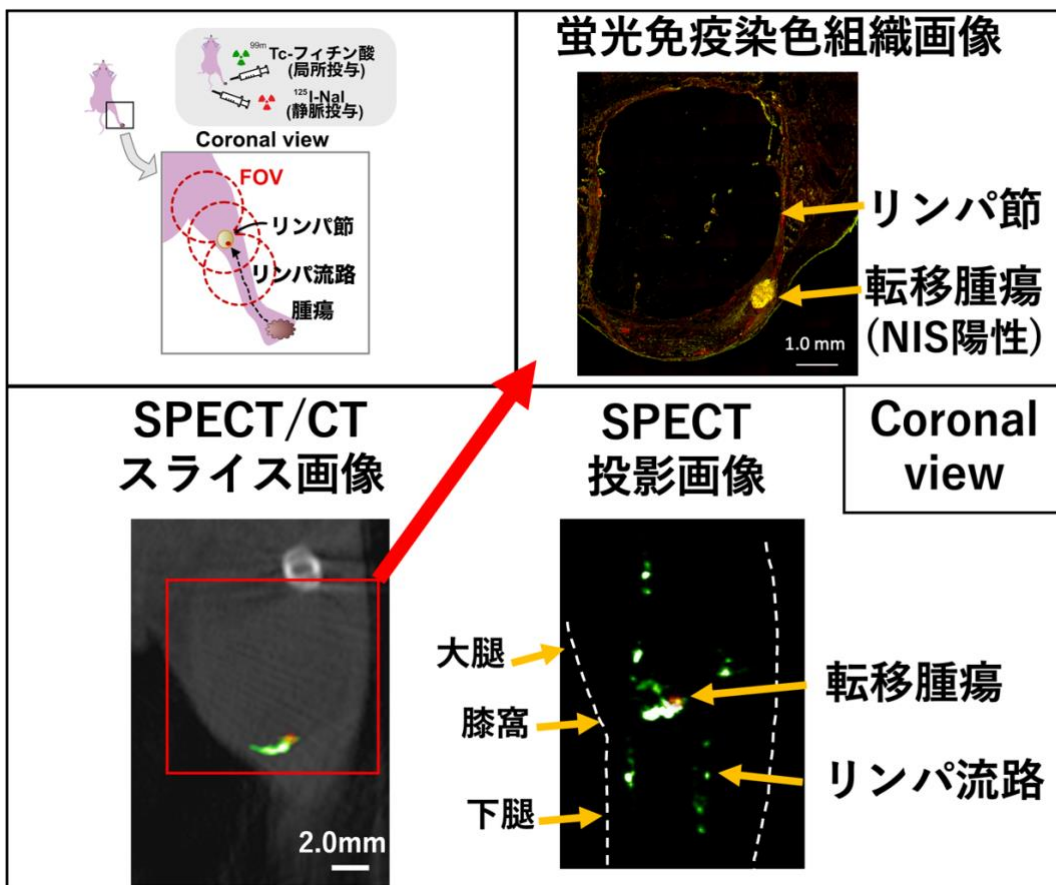 99mTc-フィチン酸
(局所投与)
125I-NaI
(静脈投与)
Coronal view
FOV
リンパ節
リンパ流路
腫瘍
蛍光免疫染色組織画像
リンパ節
転移腫瘍
(NIS陽性)
1.0 mm
SPECT/CT
スライス画像
2.0mm
SPECT
投影画像
Coronal
view
大腿
膝窩
下腿
転移腫瘍
リンパ流路